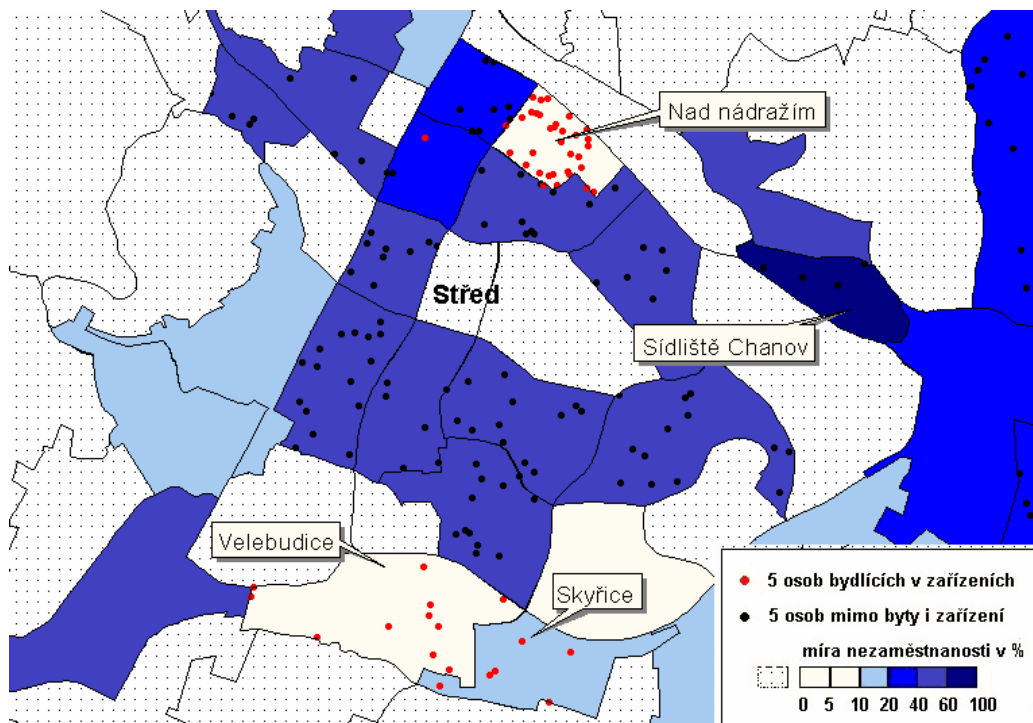 Nad nádražím
Střed
Sídliště Chanov
Velebudice
Skyřice
5 osob bydlících v zařízeních
5 osob mimo byty i zařízení
míra nezaměstnanosti v %
0 5 10 20 40 60 100